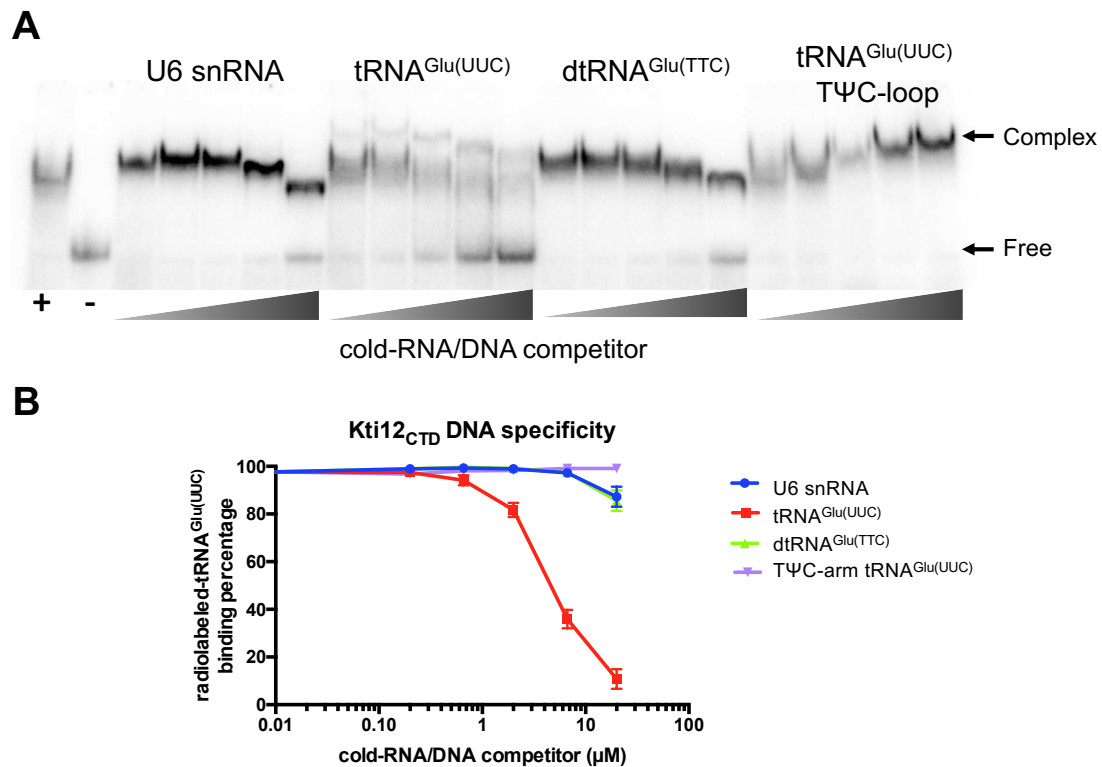 A
U6 snRNA
tRNAGlu(UUC)
dtRNAGlu(TTC)
tRNAGlu(UUC)
TΨC-loop
Complex
Free
+ -
cold-RNA/DNA competitor
B
Kti12CTD DNA specificity
radiolabeled-tRNAGlu(UUC)
binding percentage
100
80
60
40
20
0
0.01 0.10 1 10 100
cold-RNA/DNA competitor (μM)
U6 snRNA
tRNAGlu(UUC)
dtRNAGlu(TTC)
TΨC-arm tRNAGlu(UUC)